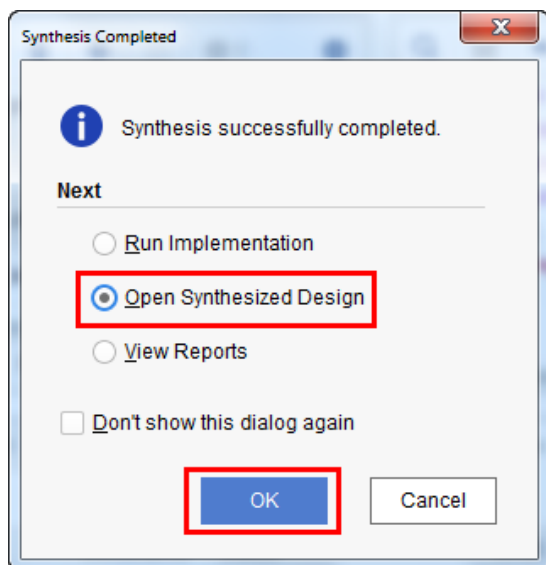 Synthesis Completed
Synthesis successfully completed.
Next
Run Implementation
Open Synthesized Design
View Reports
Don't show this dialog again
OK
Cancel